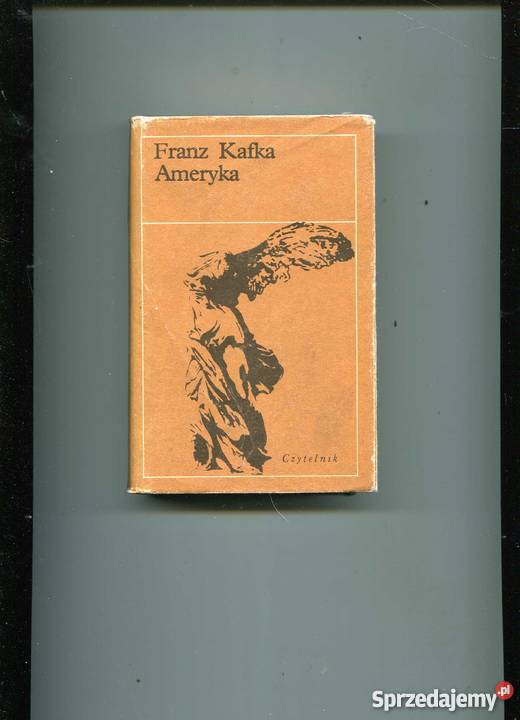 Franz Kafka
Ameryka
Czytelnik
Sprzedajemy.pl